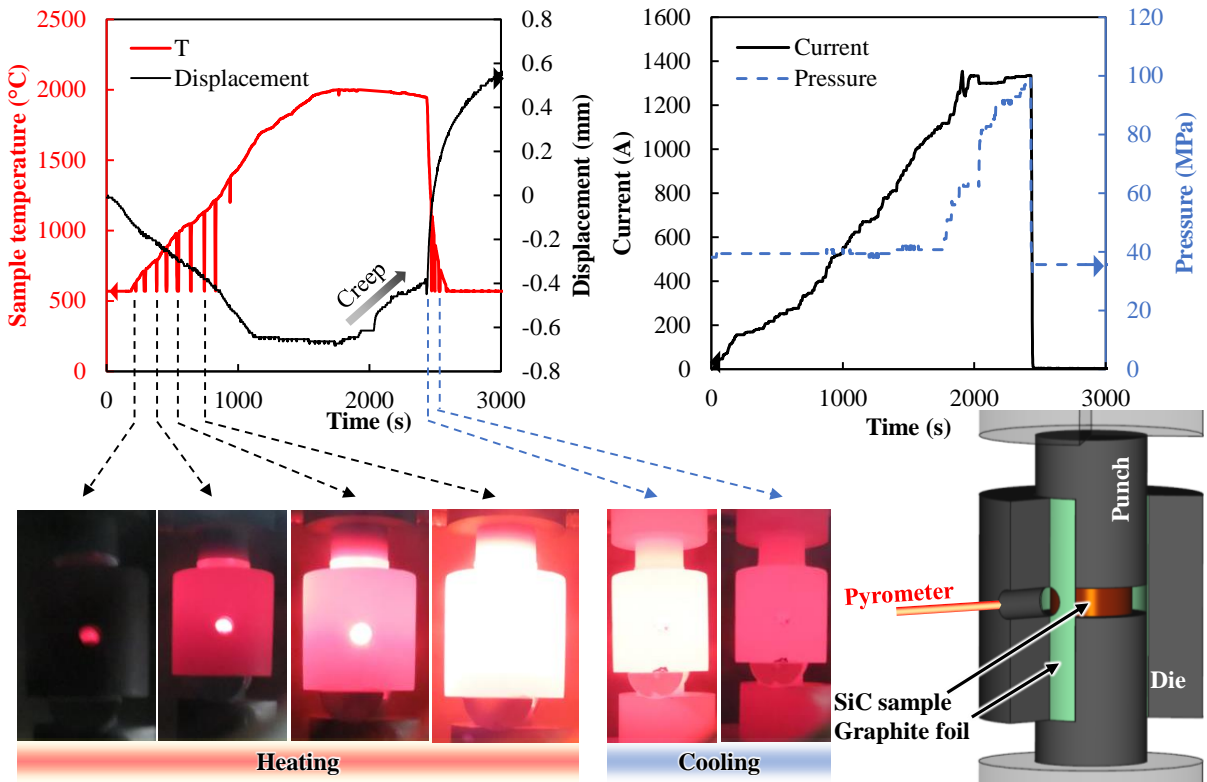 2500
2000
1500
1000
500
0
Sample temperature (°C)
T
Displacement
Creep
0.8
0.6
0.4
0.2
0
-0.2
-0.4
-0.6
-0.8
Displacement (mm)
0
1000
2000
3000
Time (s)
1600
1400
1200
1000
800
600
400
200
0
Current (A)
Current
Pressure
120
100
80
60
40
20
0
Pressure (MPa)
0
1000
2000
3000
Time (s)
Heating
Cooling
Punch
Pyrometer
Die
SiC sample
Graphite foil